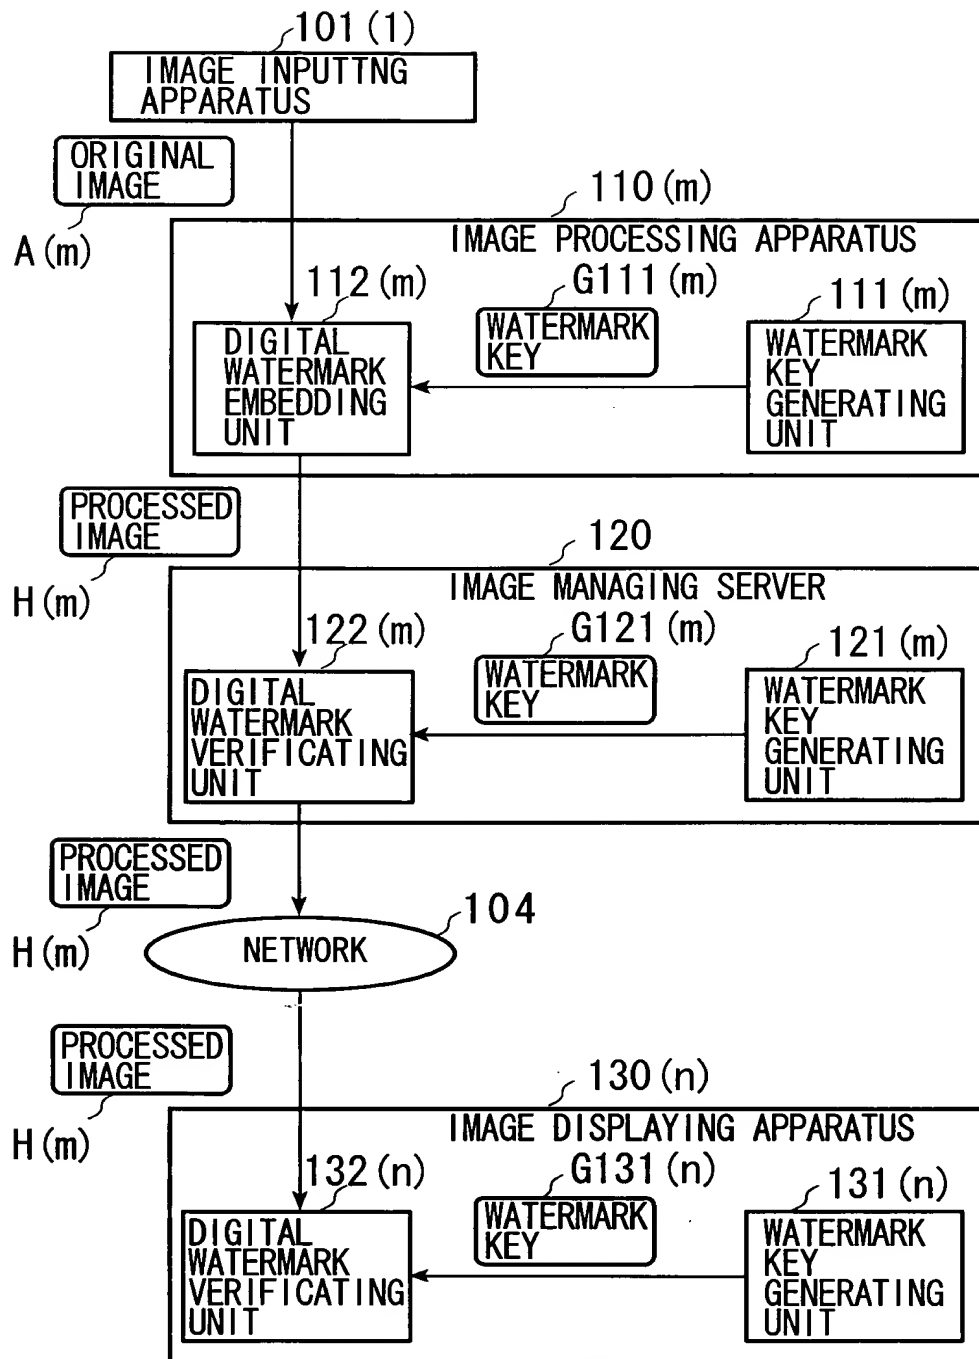 101(1)
IMAGE INPUTTNG
APPARATUS
ORIGINAL
IMAGE
A(m)
110(m)
IMAGE PROCESSING APPARATUS
112(m)
DIGITAL
WATERMARK
EMBEDDING
UNIT
G111(m)
WATERMARK
KEY
111(m)
WATERMARK
KEY
GENERATING
UNIT
PROCESSED
IMAGE
H(m)
120
IMAGE MANAGING SERVER
122(m)
DIGITAL
WATERMARK
VERIFICATING
UNIT
G121(m)
WATERMARK
KEY
121(m)
WATERMARK
KEY
GENERATING
UNIT
PROCESSED
IMAGE
H(m)
104
NETWORK
PROCESSED
IMAGE
H(m)
130(n)
IMAGE DISPLAYING APPARATUS
132(n)
DIGITAL
WATERMARK
VERIFICATING
UNIT
G131(n)
WATERMARK
KEY
131(n)
WATERMARK
KEY
GENERATING
UNIT